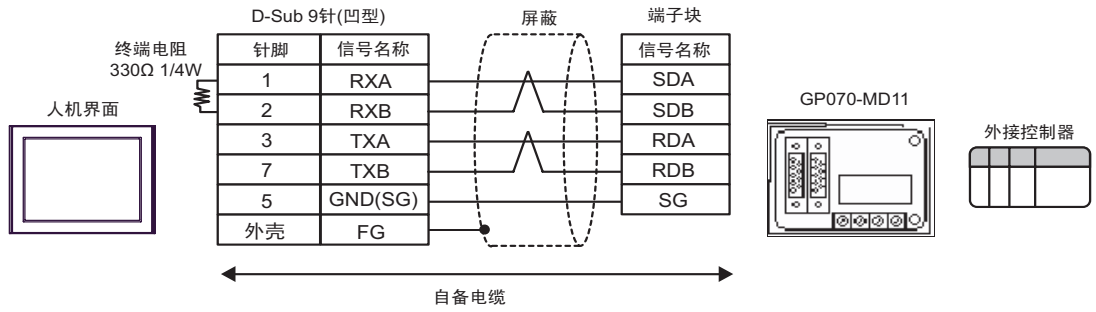 D-Sub 9针(凹型)
屏蔽
端子块
终端电阻
330Ω 1/4W
针脚 信号名称 信号名称
1 RXA SDA
2 RXB SDB
3 TXA RDA
7 TXB RDB
5 GND(SG) SG
外壳 FG
人机界面
GP070-MD11
外接控制器
自备电缆